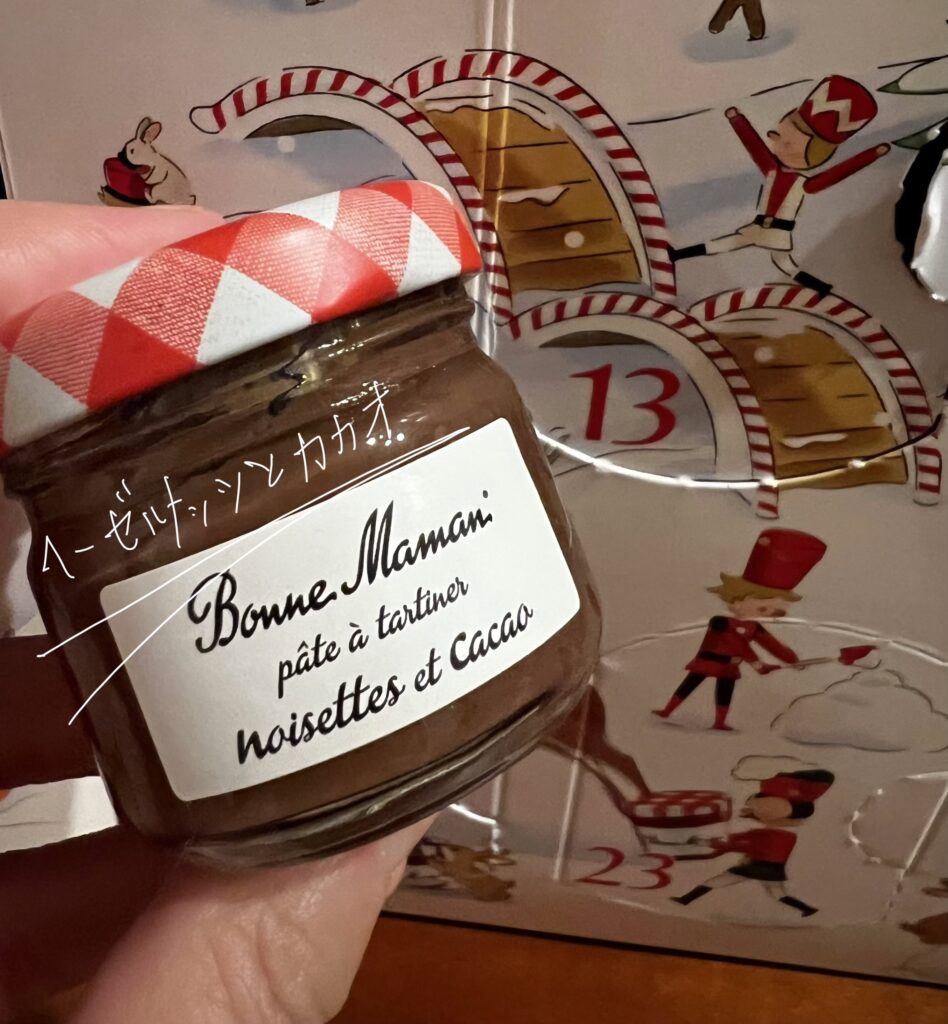 13
ヘーゼルナッツとカカオ…
Bonne Maman
pâte à tartiner
noisettes et cacao
23